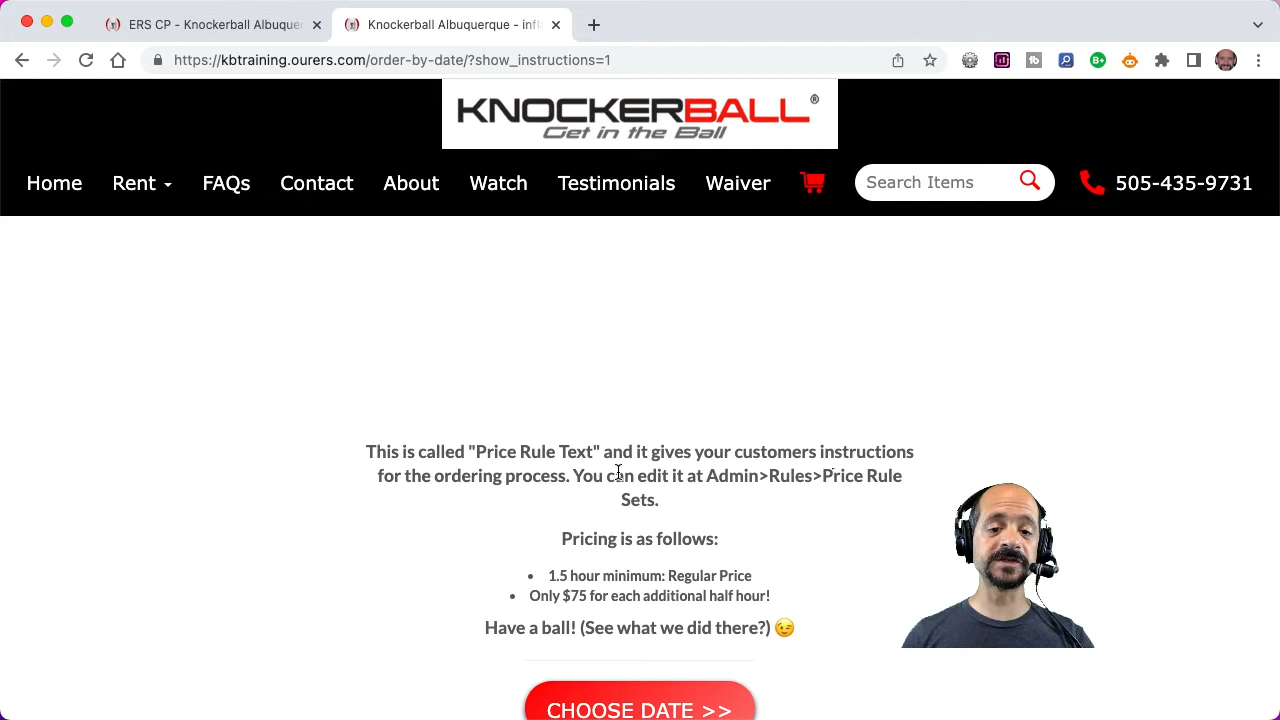 ERS CP - Knockerball Albuquer
Knockerball Albuquerque - infl
https://kbtraining.ourers.com/order-by-date/?show_instructions=1
KNOCKERBALL®
Get in the Ball
Home Rent FAQs Contact About Watch Testimonials Waiver Search Items 505-435-9731
This is called "Price Rule Text" and it gives your customers instructions
for the ordering process. You can edit it at Admin>Rules>Price Rule
Sets.
Pricing is as follows:
• 1.5 hour minimum: Regular Price
• Only $75 for each additional half hour!
Have a ball! (See what we did there?) 😉
CHOOSE DATE >>